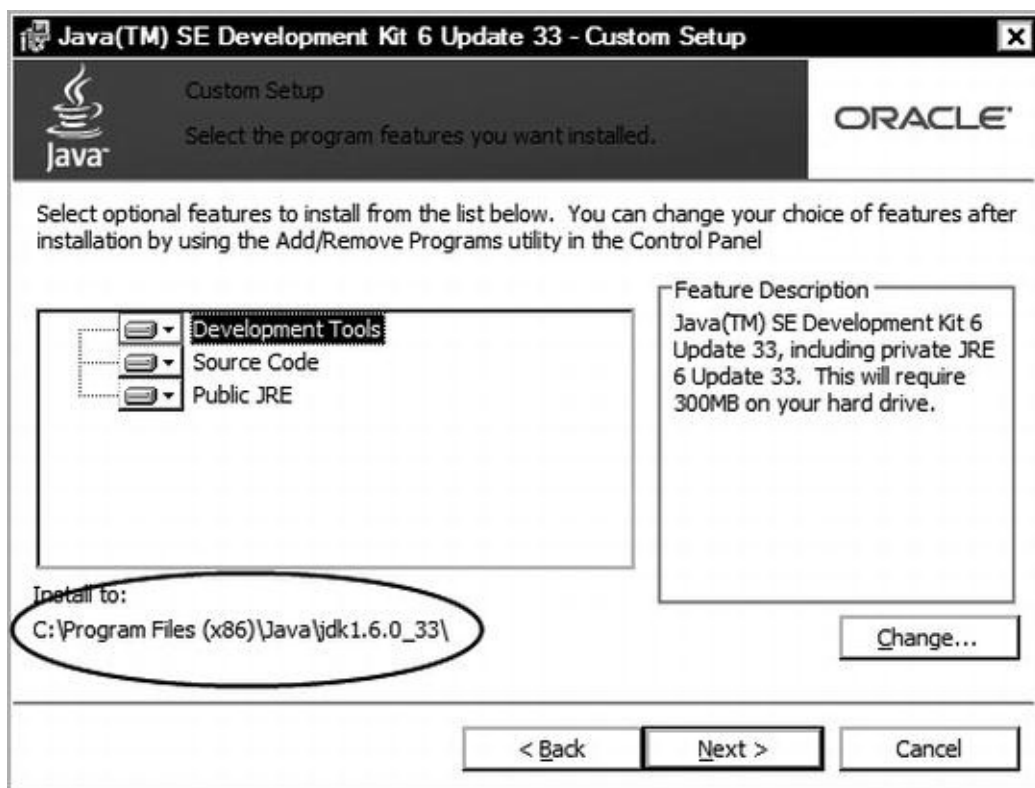 Java(TM) SE Development Kit 6 Update 33 - Custom Setup
Java™
Custom Setup
Select the program features you want installed.
ORACLE®
Select optional features to install from the list below. You can change your choice of features after
installation by using the Add/Remove Programs utility in the Control Panel
Development Tools
Source Code
Public JRE
Feature Description
Java(TM) SE Development Kit 6
Update 33, including private JRE
6 Update 33. This will require
300MB on your hard drive.
Install to:
C:\Program Files (x86)\Java\jdk1.6.0_33\
Change...
< Back
Next >
Cancel